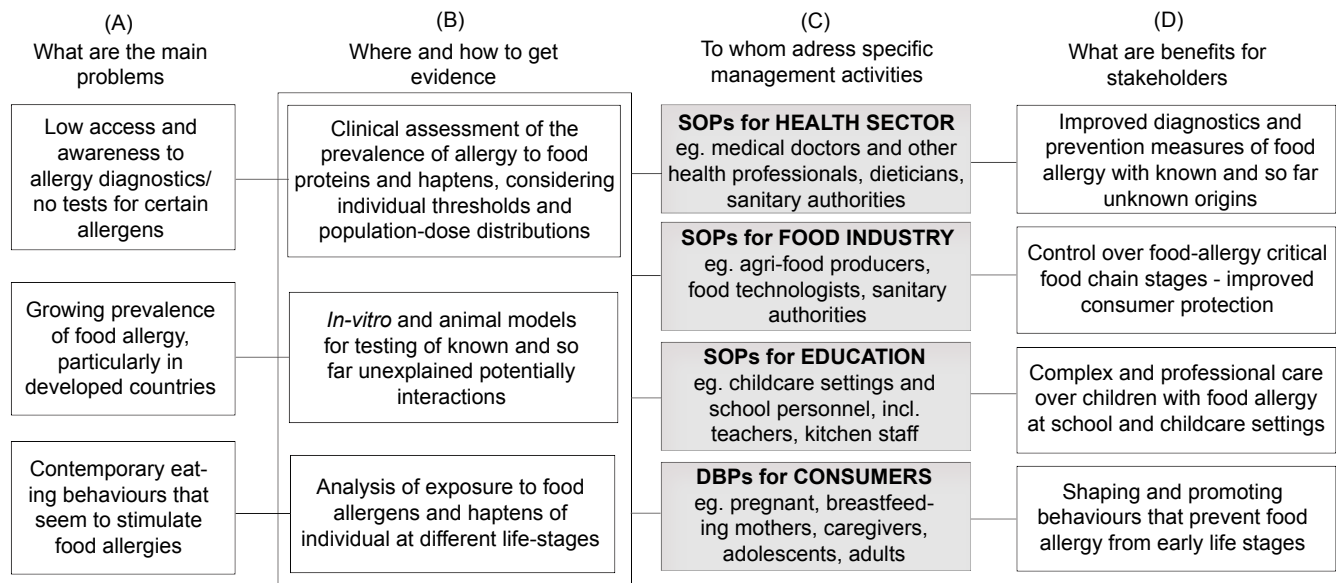 (A)
What are the main
problems
Low access and
awareness to
allergy diagnostics/
no tests for certain
allergens
Growing prevalence
of food allergy,
particularly in
developed countries
Contemporary eat-
ing behaviours that
seem to stimulate
food allergies
(B)
Where and how to get
evidence
Clinical assessment of the
prevalence of allergy to food
proteins and haptens, considering
individual thresholds and
population-dose distributions
In-vitro and animal models
for testing of known and so
far unexplained potentially
interactions
Analysis of exposure to food
allergens and haptens of
individual at different life-stages
(C)
To whom adress specific
management activities
SOPs for HEALTH SECTOR
eg. medical doctors and other
health professionals, dieticians,
sanitary authorities
SOPs for FOOD INDUSTRY
eg. agri-food producers,
food technologists, sanitary
authorities
SOPs for EDUCATION
eg. childcare settings and
school personnel, incl.
teachers, kitchen staff
DBPs for CONSUMERS
eg. pregnant, breastfeed-
ing mothers, caregivers,
adolescents, adults
(D)
What are benefits for
stakeholders
Improved diagnostics and
prevention measures of food
allergy with known and so far
unknown origins
Control over food-allergy critical
food chain stages - improved
consumer protection
Complex and professional care
over children with food allergy
at school and childcare settings
Shaping and promoting
behaviours that prevent food
allergy from early life stages